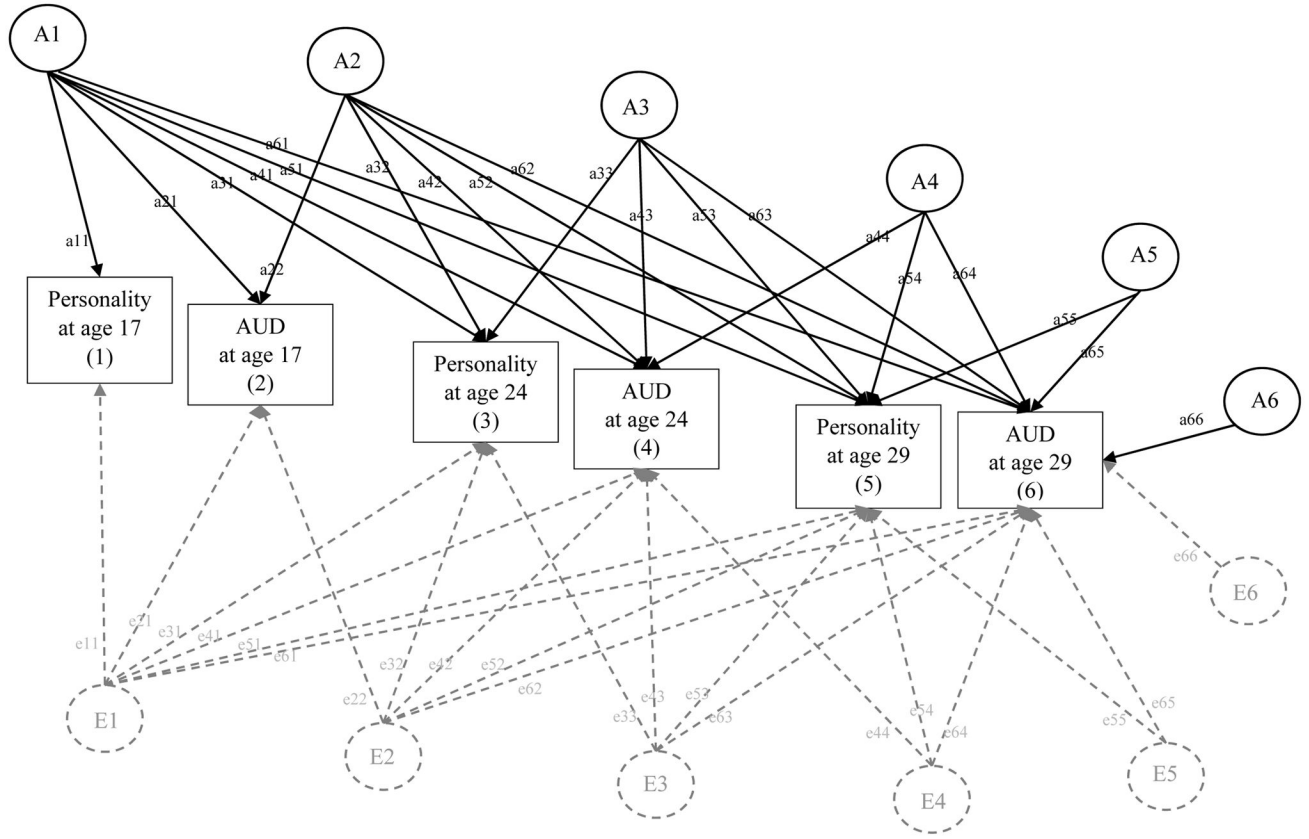 A1
A2
A3
A4
A5
A6
a61
a62
a31
a41
a51
a32
a42
a52
a33
a43
a53
a63
a21
a11
a22
a44
a54
a64
a55
a65
a66
Personality
at age 17
(1)
AUD
at age 17
(2)
Personality
at age 24
(3)
AUD
at age 24
(4)
Personality
at age 29
(5)
AUD
at age 29
(6)
e66
E6
e11
e21
e31
e41
e51
e61
e22
e32
e42
e52
e62
e33
e43
e53
e63
e44
e54
e64
e55
e65
E1
E2
E3
E4
E5